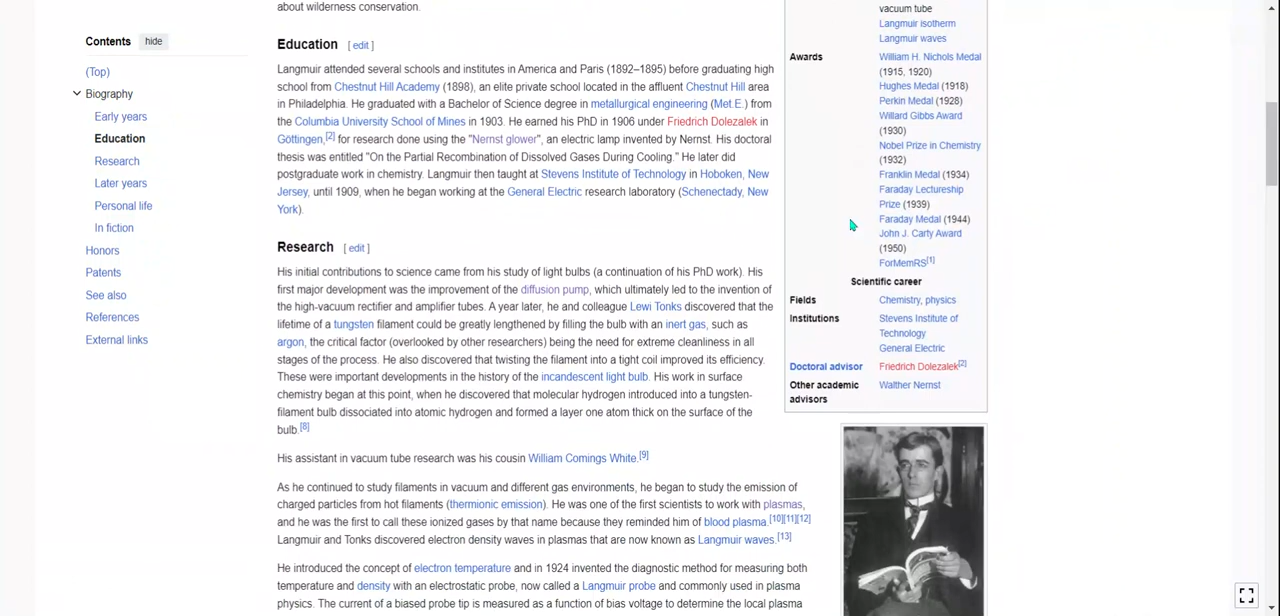 about wilderness conservation.
Contents hide
(Top)
Biography
Early years
Education
Research
Later years
Personal life
In fiction
Honors
Patents
See also
References
External links
Education [ edit ]
Langmuir attended several schools and institutes in America and Paris (1892–1895) before graduating high
school from Chestnut Hill Academy (1898), an elite private school located in the affluent Chestnut Hill area
in Philadelphia. He graduated with a Bachelor of Science degree in metallurgical engineering (Met.E.) from
the Columbia University School of Mines in 1903. He earned his PhD in 1906 under Friedrich Dolezalek in
Göttingen,[2] for research done using the "Nernst glower", an electric lamp invented by Nernst. His doctoral
thesis was entitled "On the Partial Recombination of Dissolved Gases During Cooling." He later did
postgraduate work in chemistry. Langmuir then taught at Stevens Institute of Technology in Hoboken, New
Jersey, until 1909, when he began working at the General Electric research laboratory (Schenectady, New
York).
Research [ edit ]
His initial contributions to science came from his study of light bulbs (a continuation of his PhD work). His
first major development was the improvement of the diffusion pump, which ultimately led to the invention of
the high-vacuum rectifier and amplifier tubes. A year later, he and colleague Lewi Tonks discovered that the
lifetime of a tungsten filament could be greatly lengthened by filling the bulb with an inert gas, such as
argon, the critical factor (overlooked by other researchers) being the need for extreme cleanliness in all
stages of the process. He also discovered that twisting the filament into a tight coil improved its efficiency.
These were important developments in the history of the incandescent light bulb. His work in surface
chemistry began at this point, when he discovered that molecular hydrogen introduced into a tungsten-
filament bulb dissociated into atomic hydrogen and formed a layer one atom thick on the surface of the
bulb.[8]
His assistant in vacuum tube research was his cousin William Comings White.[9]
As he continued to study filaments in vacuum and different gas environments, he began to study the emission of
charged particles from hot filaments (thermionic emission). He was one of the first scientists to work with plasmas,
and he was the first to call these ionized gases by that name because they reminded him of blood plasma.[10][11][12]
Langmuir and Tonks discovered electron density waves in plasmas that are now known as Langmuir waves.[13]
He introduced the concept of electron temperature and in 1924 invented the diagnostic method for measuring both
temperature and density with an electrostatic probe, now called a Langmuir probe and commonly used in plasma
physics. The current of a biased probe tip is measured as a function of bias voltage to determine the local plasma
vacuum tube
Langmuir isotherm
Langmuir waves
Awards William H. Nichols Medal
(1915, 1920)
Hughes Medal (1918)
Perkin Medal (1928)
Willard Gibbs Award
(1930)
Nobel Prize in Chemistry
(1932)
Franklin Medal (1934)
Faraday Lectureship
Prize (1939)
Faraday Medal (1944)
John J. Carty Award
(1950)
ForMemRS[1]
Scientific career
Fields Chemistry, physics
Institutions Stevens Institute of
Technology
General Electric
Doctoral advisor Friedrich Dolezalek[2]
Other academic Walther Nernst
advisors